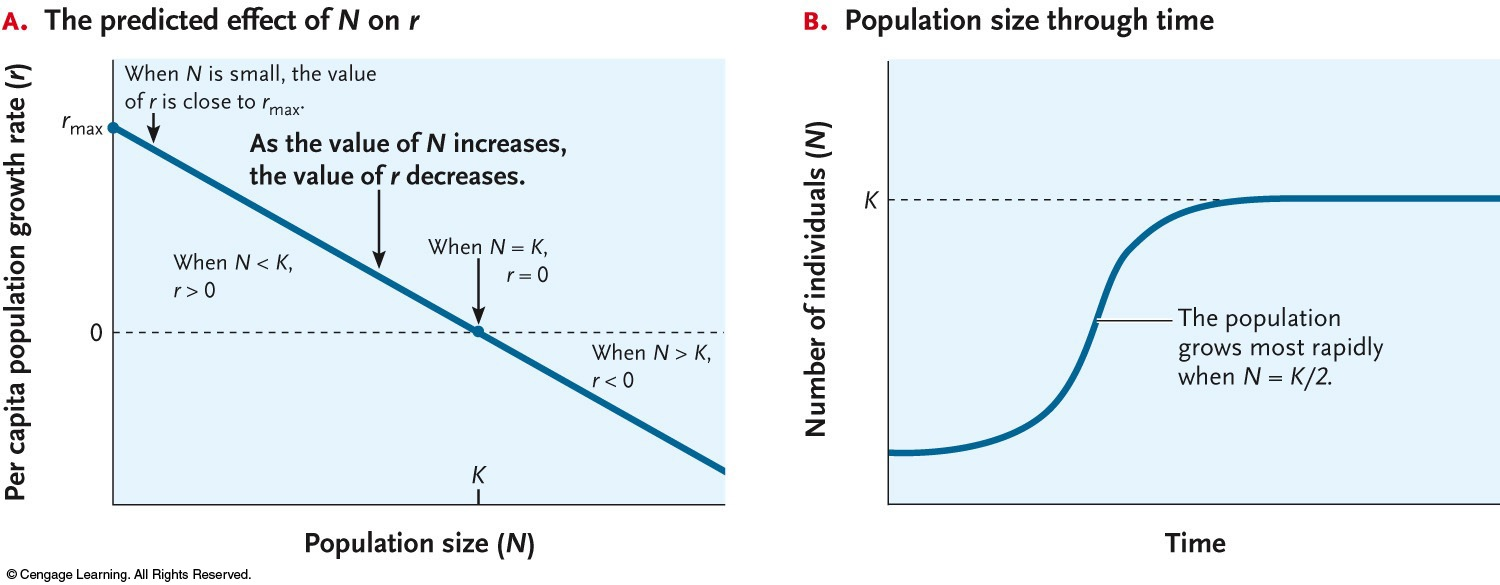 A. The predicted effect of N on r
Per capita population growth rate (r)
When N is small, the value
of r is close to rmax.
rmax
As the value of N increases,
the value of r decreases.
When N < K,
r > 0
When N = K,
r = 0
0
When N > K,
r < 0
K
Population size (N)
B. Population size through time
Number of individuals (N)
K
The population
grows most rapidly
when N = K/2.
Time
© Cengage Learning. All Rights Reserved.